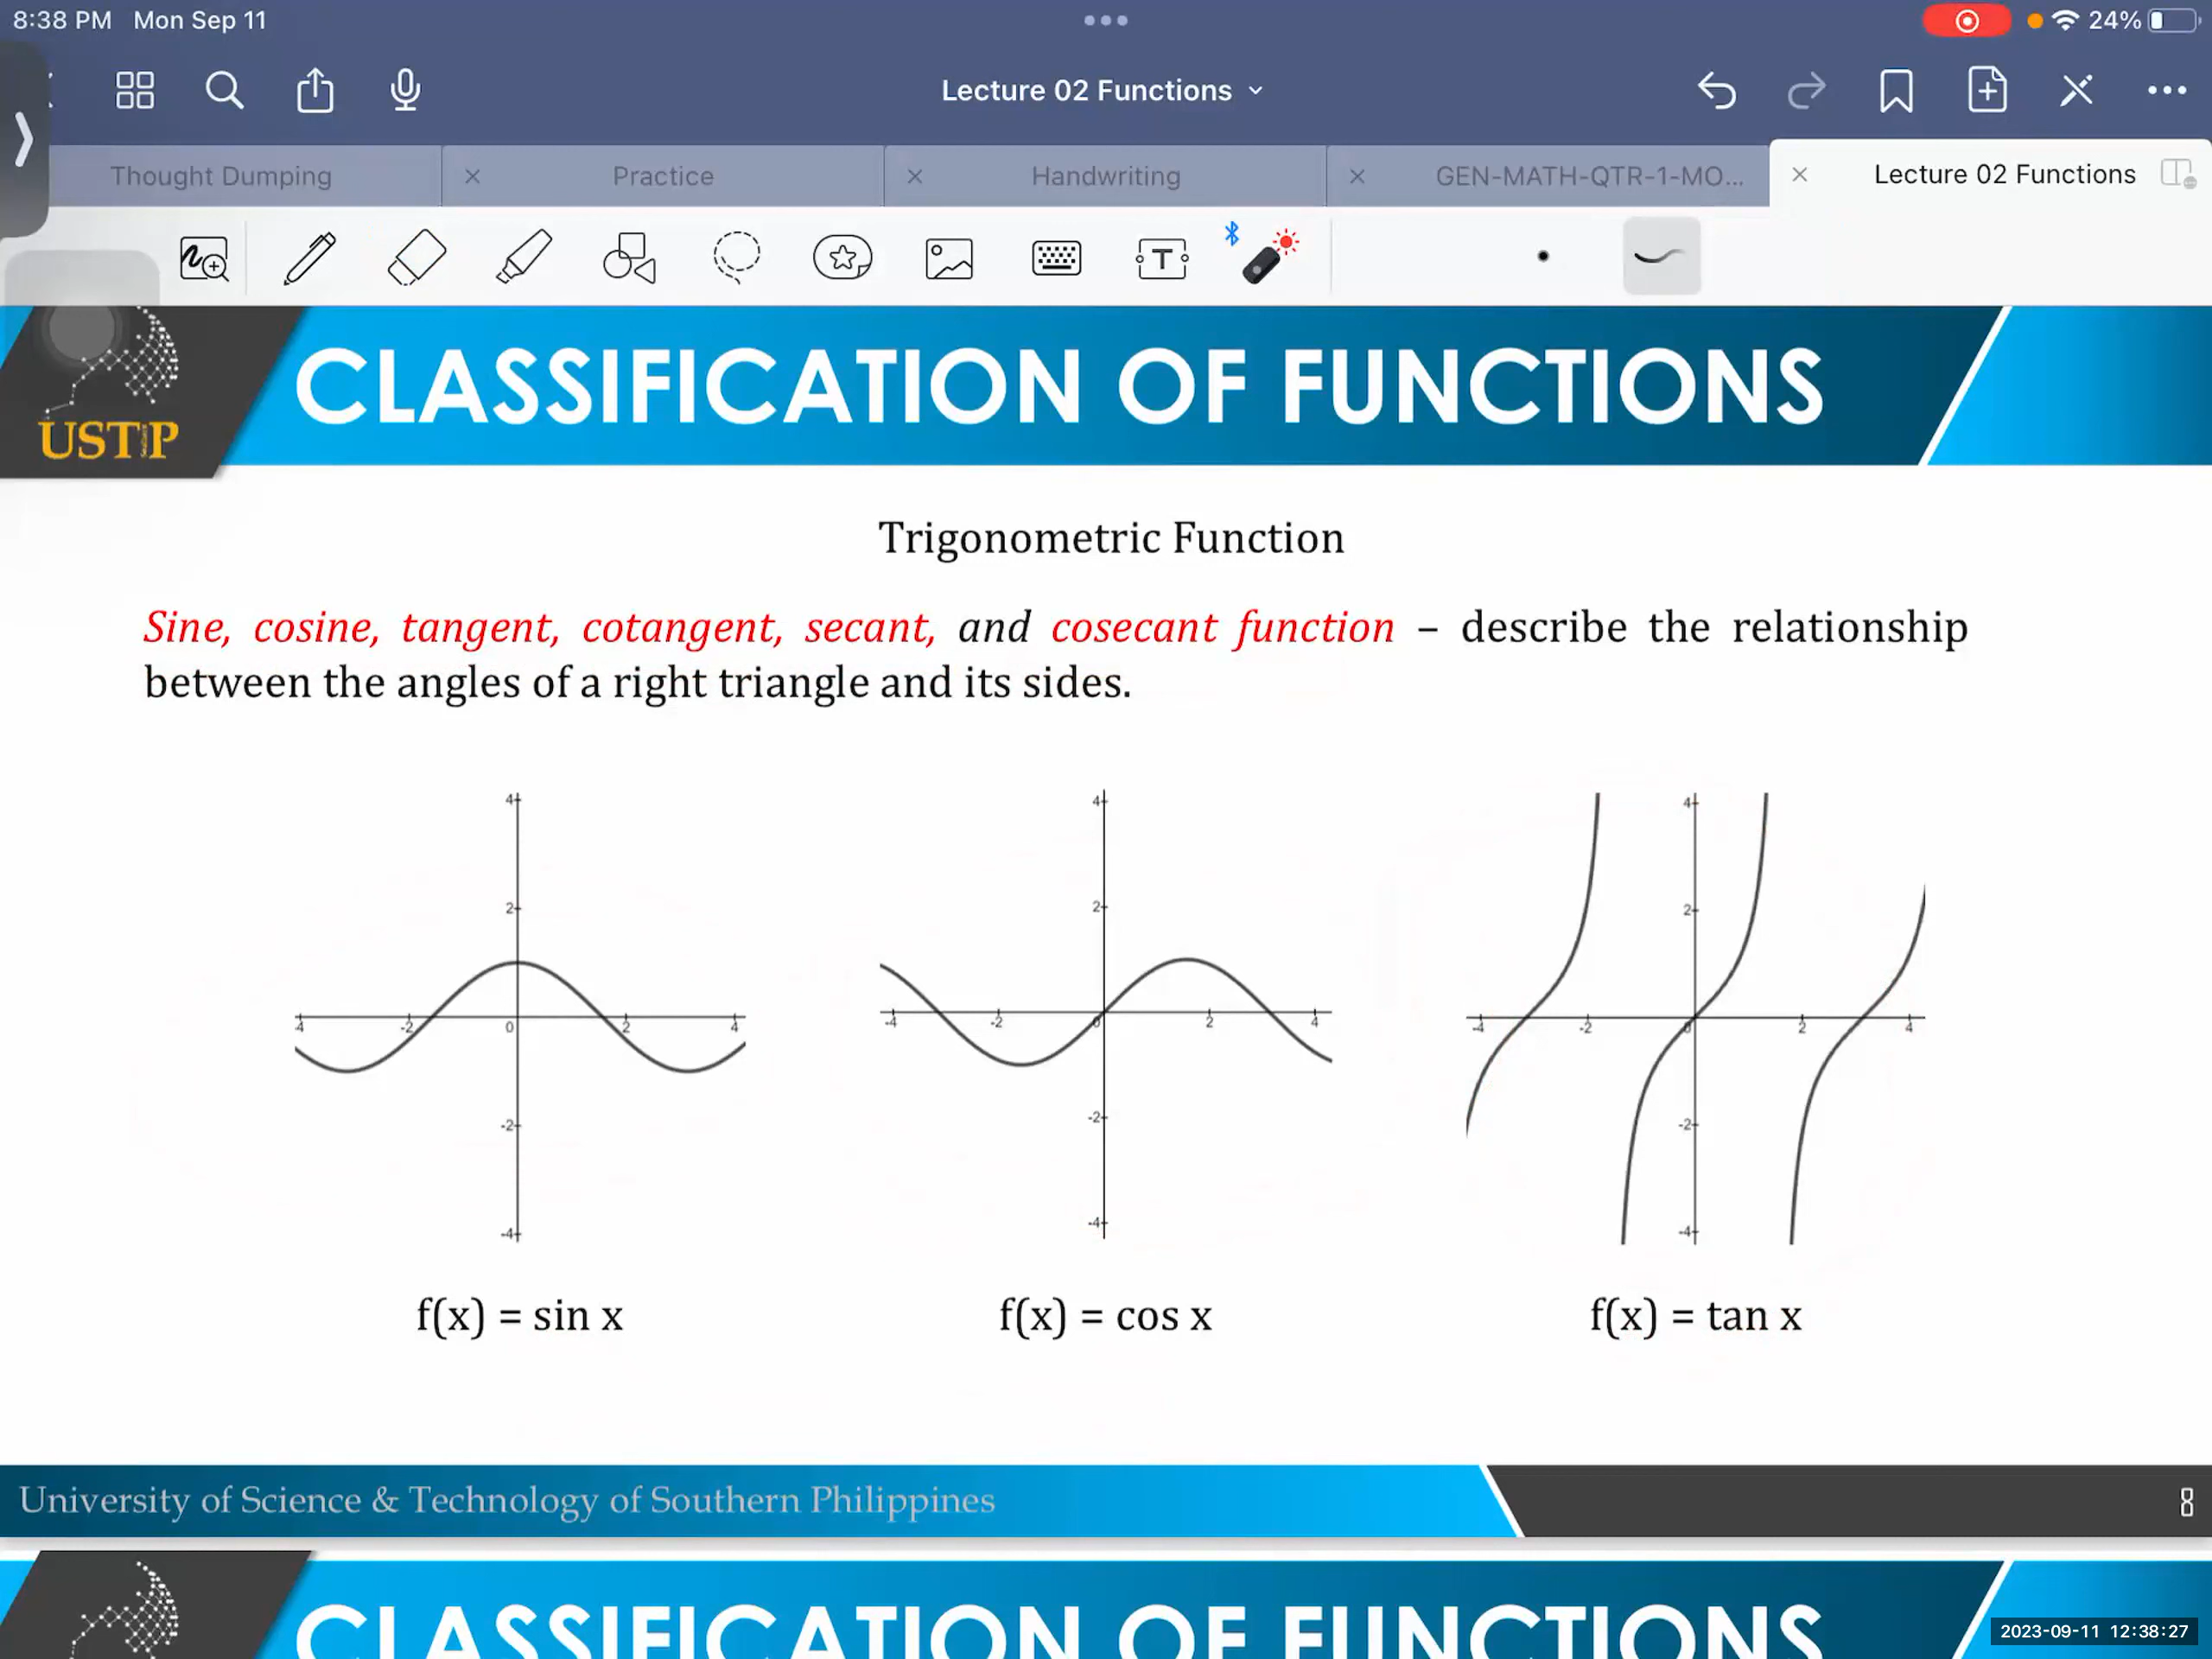 8:38 PM Mon Sep 11
24%
Lecture 02 Functions
Thought Dumping
Practice
Handwriting
GEN-MATH-QTR-1-MO...
Lecture 02 Functions
T
CLASSIFICATION OF FUNCTIONS
USTP
Trigonometric Function
Sine, cosine, tangent, cotangent, secant, and cosecant function – describe the relationship
between the angles of a right triangle and its sides.
4
2
-4 -2 0 2 4
-2
-4
4
2
-4 -2 0 2 4
-2
-4
4
2
-4 -2 0 2 4
-2
-4
f(x) = sin x
f(x) = cos x
f(x) = tan x
University of Science & Technology of Southern Philippines
8
CLASSIFICATION OF FUNCTIONS
2023-09-11 12:38:27